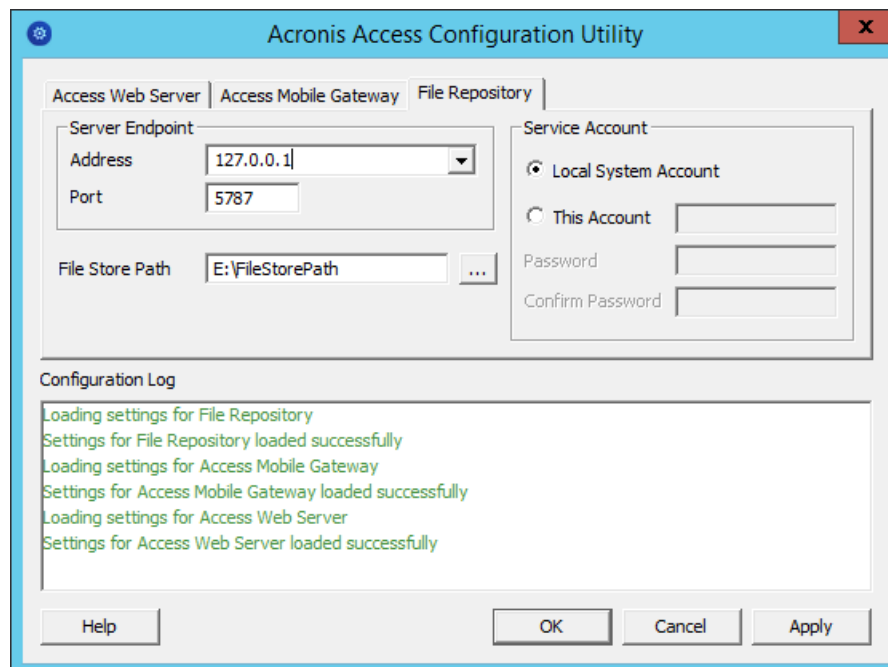 Acronis Access Configuration Utility
x
Access Web Server
Access Mobile Gateway
File Repository
Server Endpoint
Address
127.0.0.1
Port
5787
File Store Path
E:\FileStorePath
...
Service Account
Local System Account
This Account
Password
Confirm Password
Configuration Log
Loading settings for File Repository
Settings for File Repository loaded successfully
Loading settings for Access Mobile Gateway
Settings for Access Mobile Gateway loaded successfully
Loading settings for Access Web Server
Settings for Access Web Server loaded successfully
Help
OK
Cancel
Apply